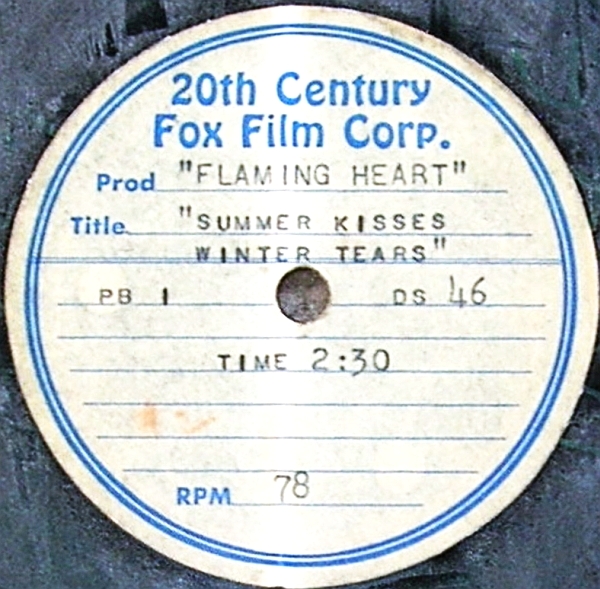 20th Century
Fox Film Corp.
Prod "FLAMING HEART"
Title "SUMMER KISSES
WINTER TEARS"
PB 1 DS 46
TIME 2:30
RPM 78